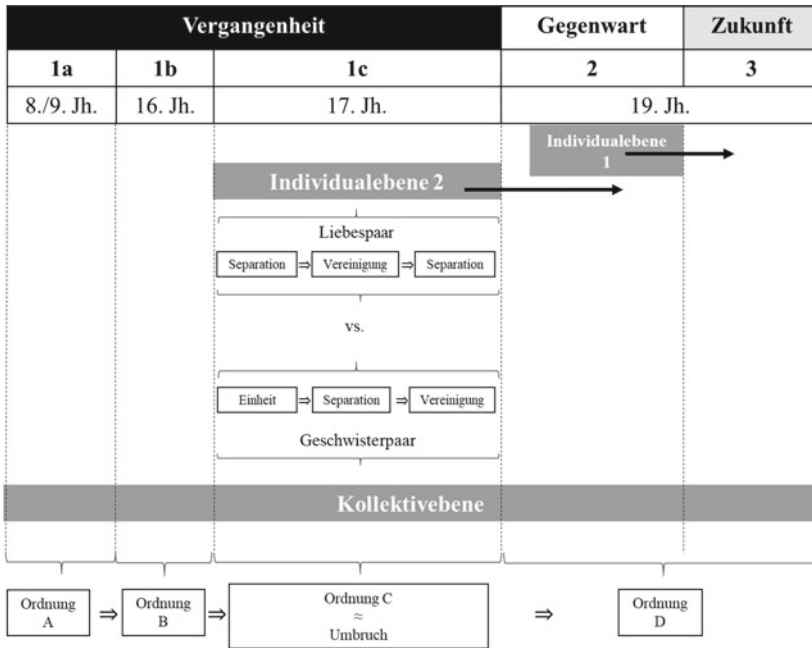 Vergangenheit Gegenwart Zukunft
1a 1b 1c 2 3
8./9. Jh. 16. Jh. 17. Jh. 19. Jh.
Individualebene
1
Individualebene 2
Liebespaar
Separation ⇒ Vereinigung ⇒ Separation
vs.
Einheit ⇒ Separation ⇒ Vereinigung
Geschwisterpaar
Kollektivebene
Ordnung
A
⇒
Ordnung
B
⇒
Ordnung C
≈
Umbruch
⇒
Ordnung
D